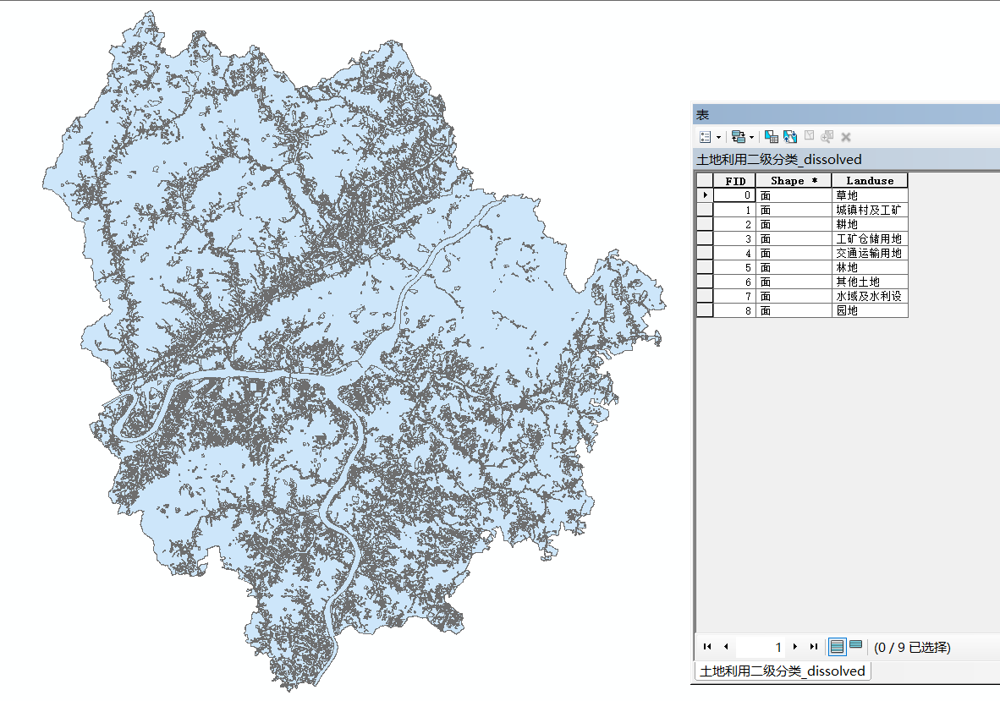 表
土地利用二级分类_dissolved
FID Shape * Landuse
0 面 草地
1 面 城镇村及工矿
2 面 耕地
3 面 工矿仓储用地
4 面 交通运输用地
5 面 林地
6 面 其他土地
7 面 水域及水利设
8 面 园地
1 (0 / 9 已选择)
土地利用二级分类_dissolved